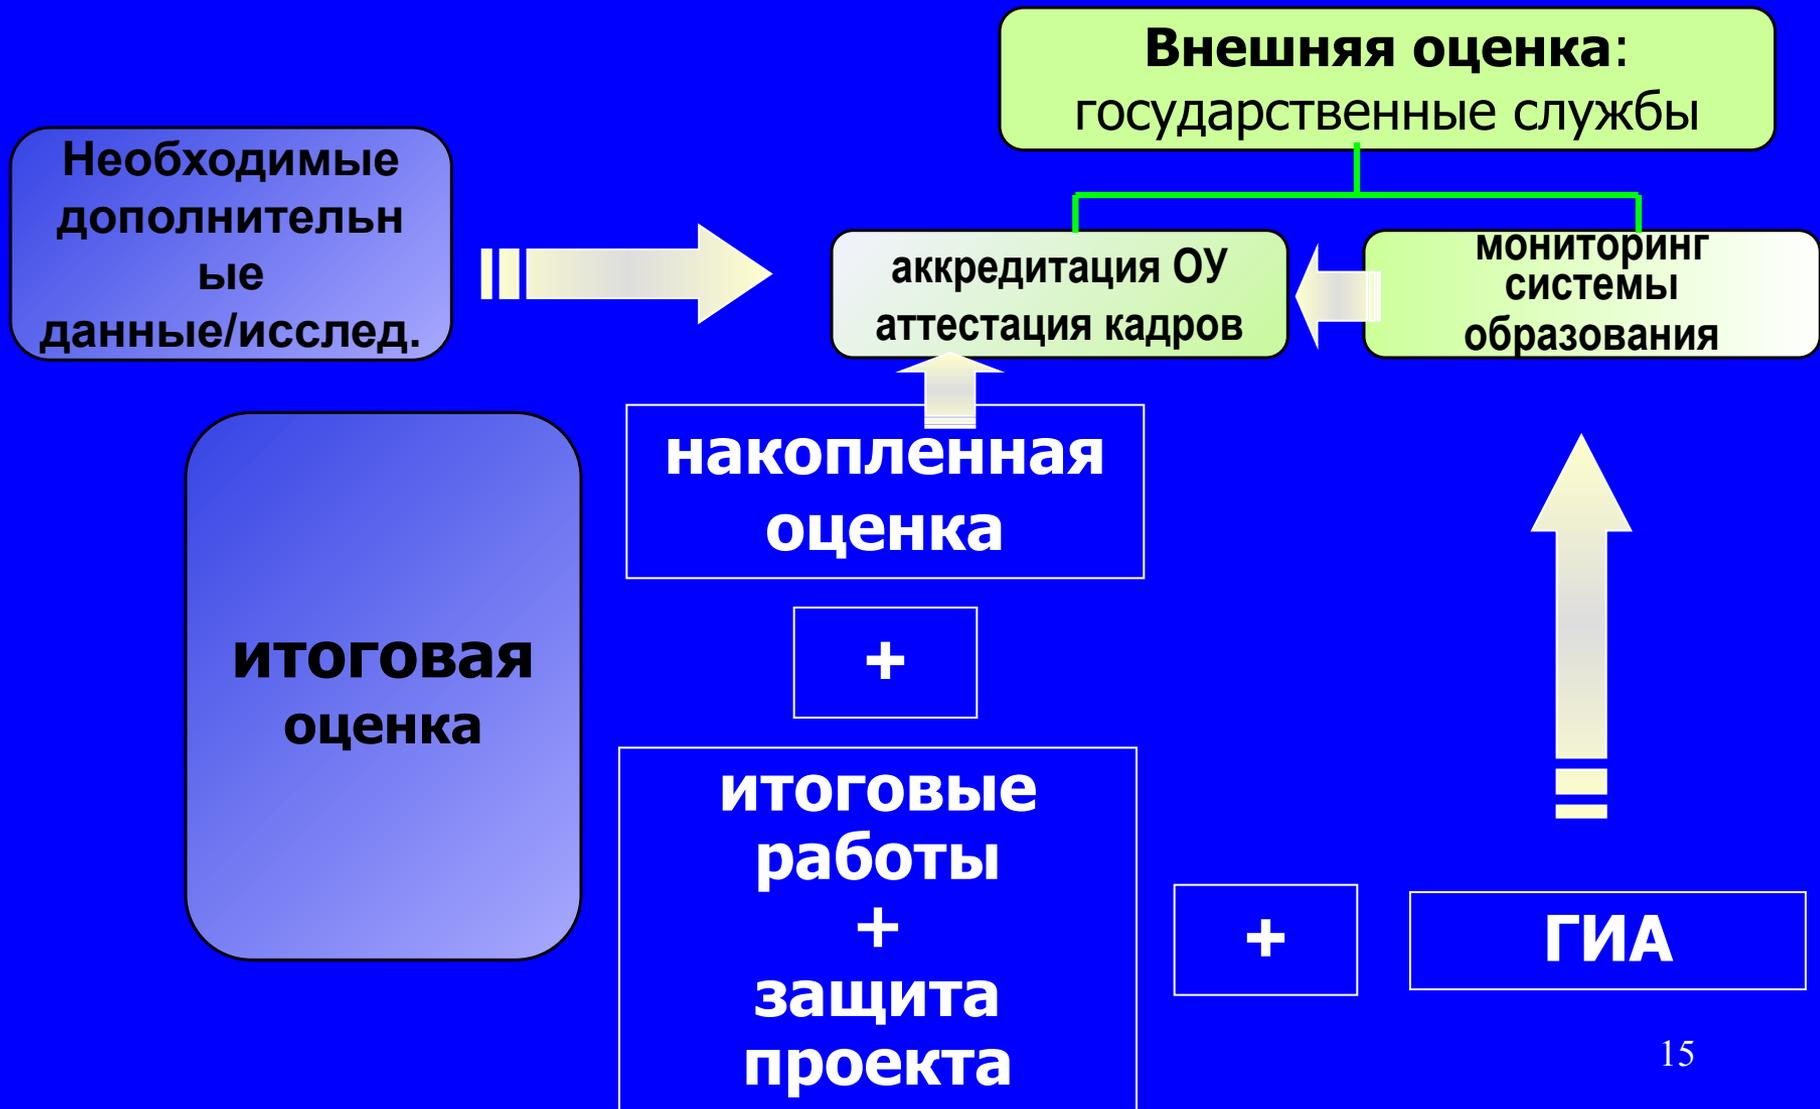 Внешняя оценка:
государственные службы
Необходимые
дополнительн
ые
данные/исслед.
аккредитация ОУ
аттестация кадров
мониторинг
системы
образования
накопленная
оценка
итоговая
оценка
+
итоговые
работы
+
защита
проекта
+
ГИА
15